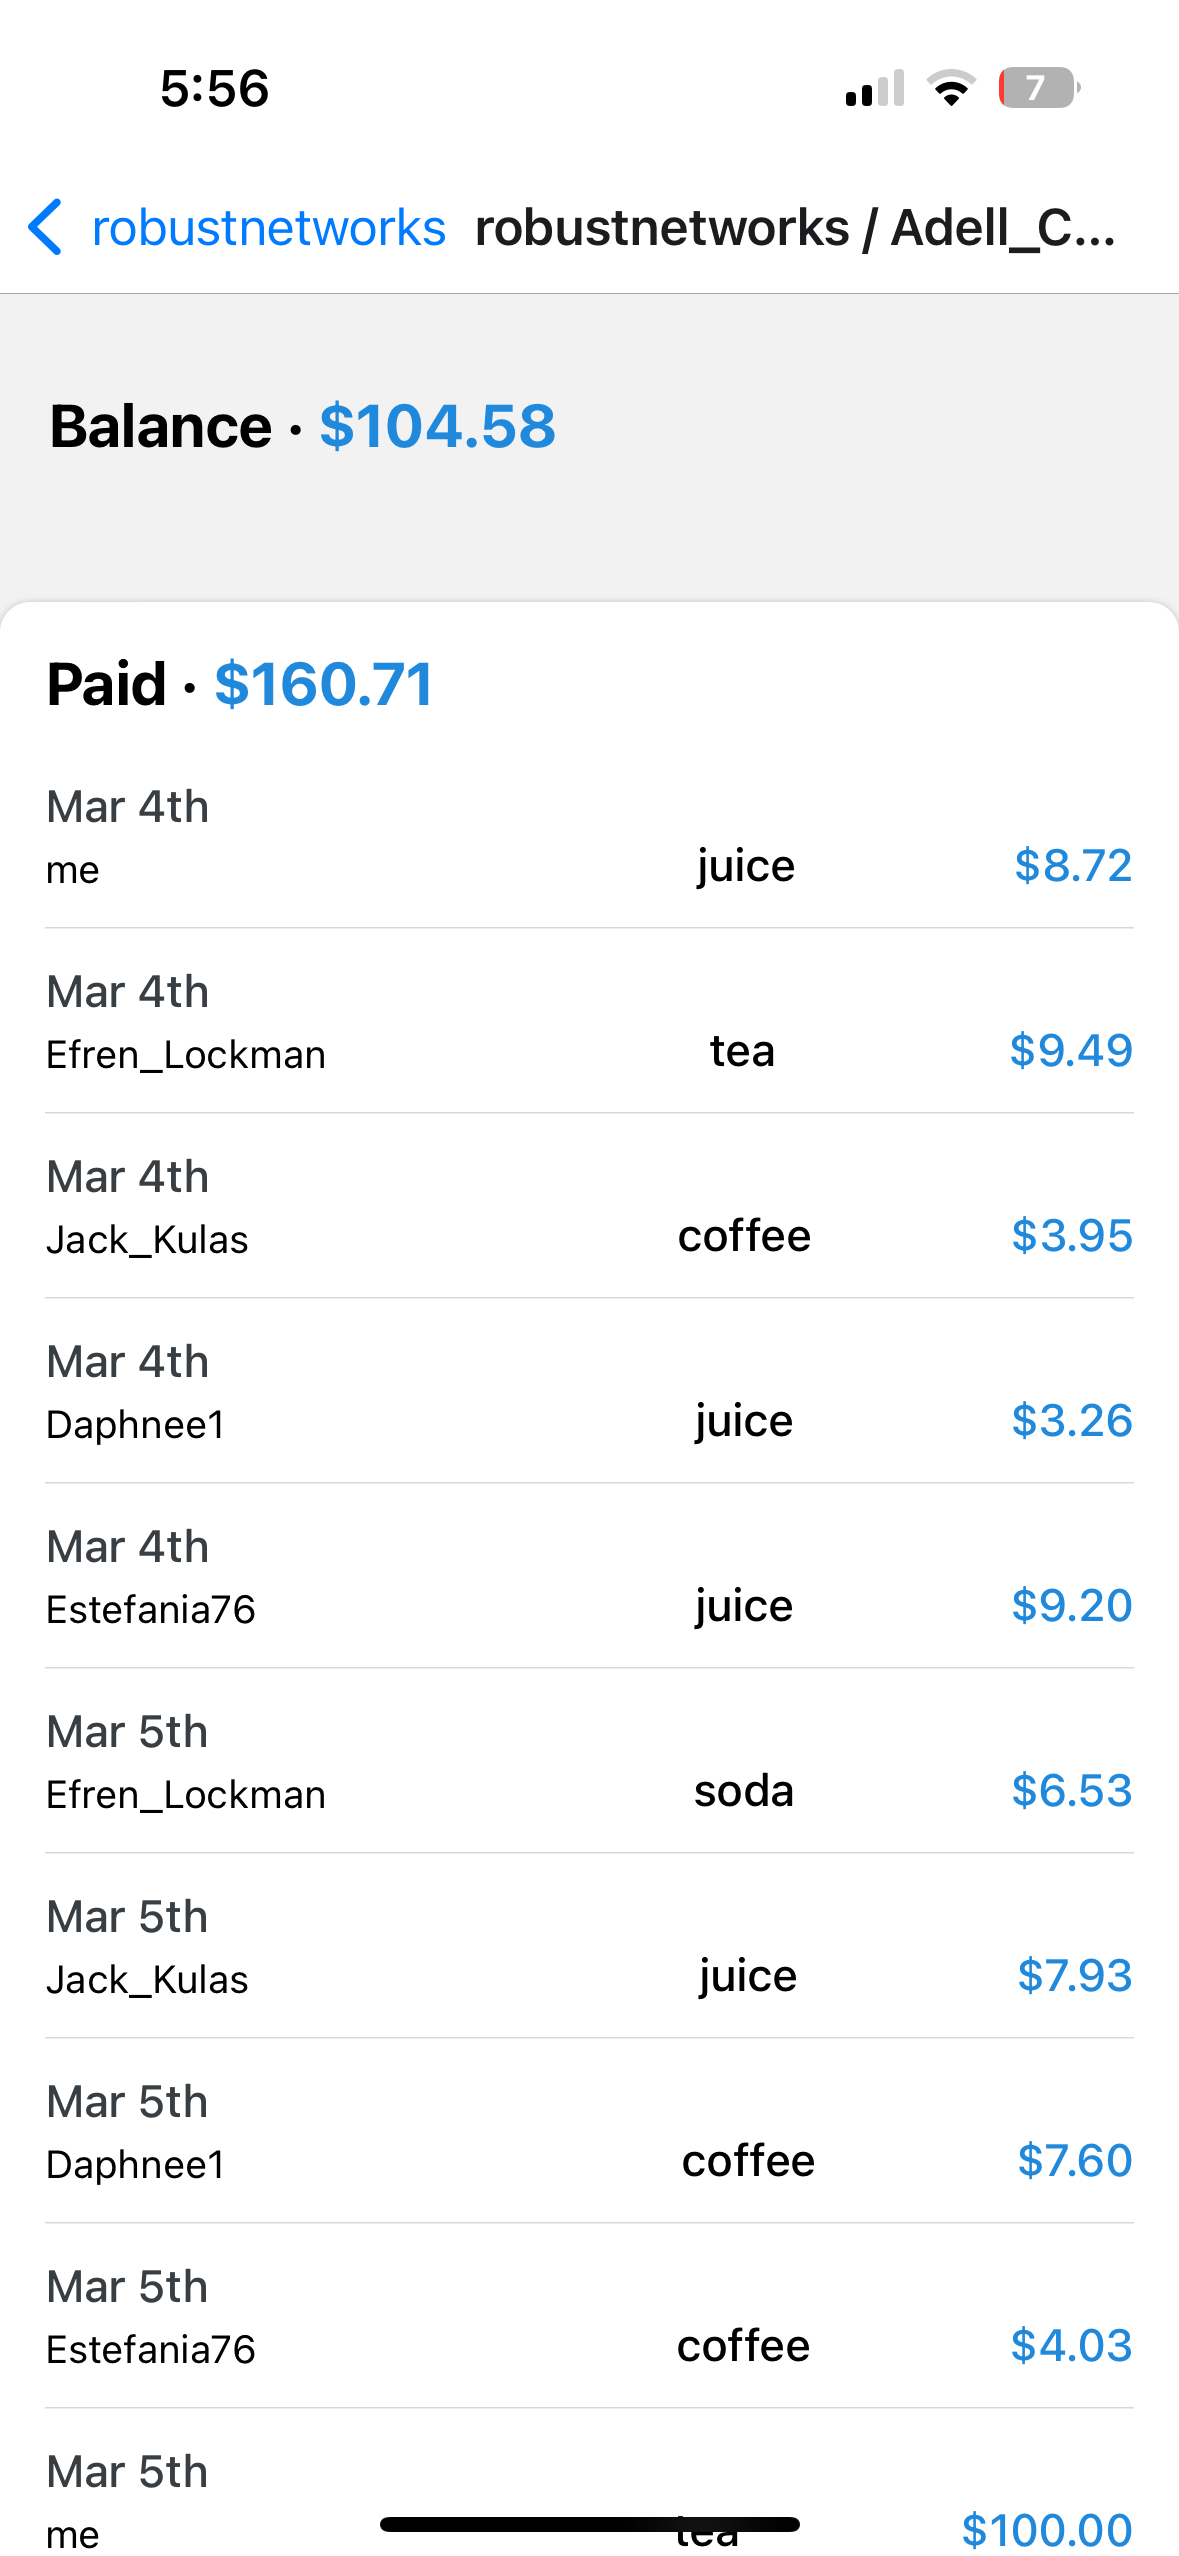 5:56 7
robustnetworks robustnetworks / Adell_C...
Balance · $104.58
Paid · $160.71
Mar 4th
me juice $8.72
Mar 4th
Efren_Lockman tea $9.49
Mar 4th
Jack_Kulas coffee $3.95
Mar 4th
Daphnee1 juice $3.26
Mar 4th
Estefania76 juice $9.20
Mar 5th
Efren_Lockman soda $6.53
Mar 5th
Jack_Kulas juice $7.93
Mar 5th
Daphnee1 coffee $7.60
Mar 5th
Estefania76 coffee $4.03
Mar 5th
me tea $100.00